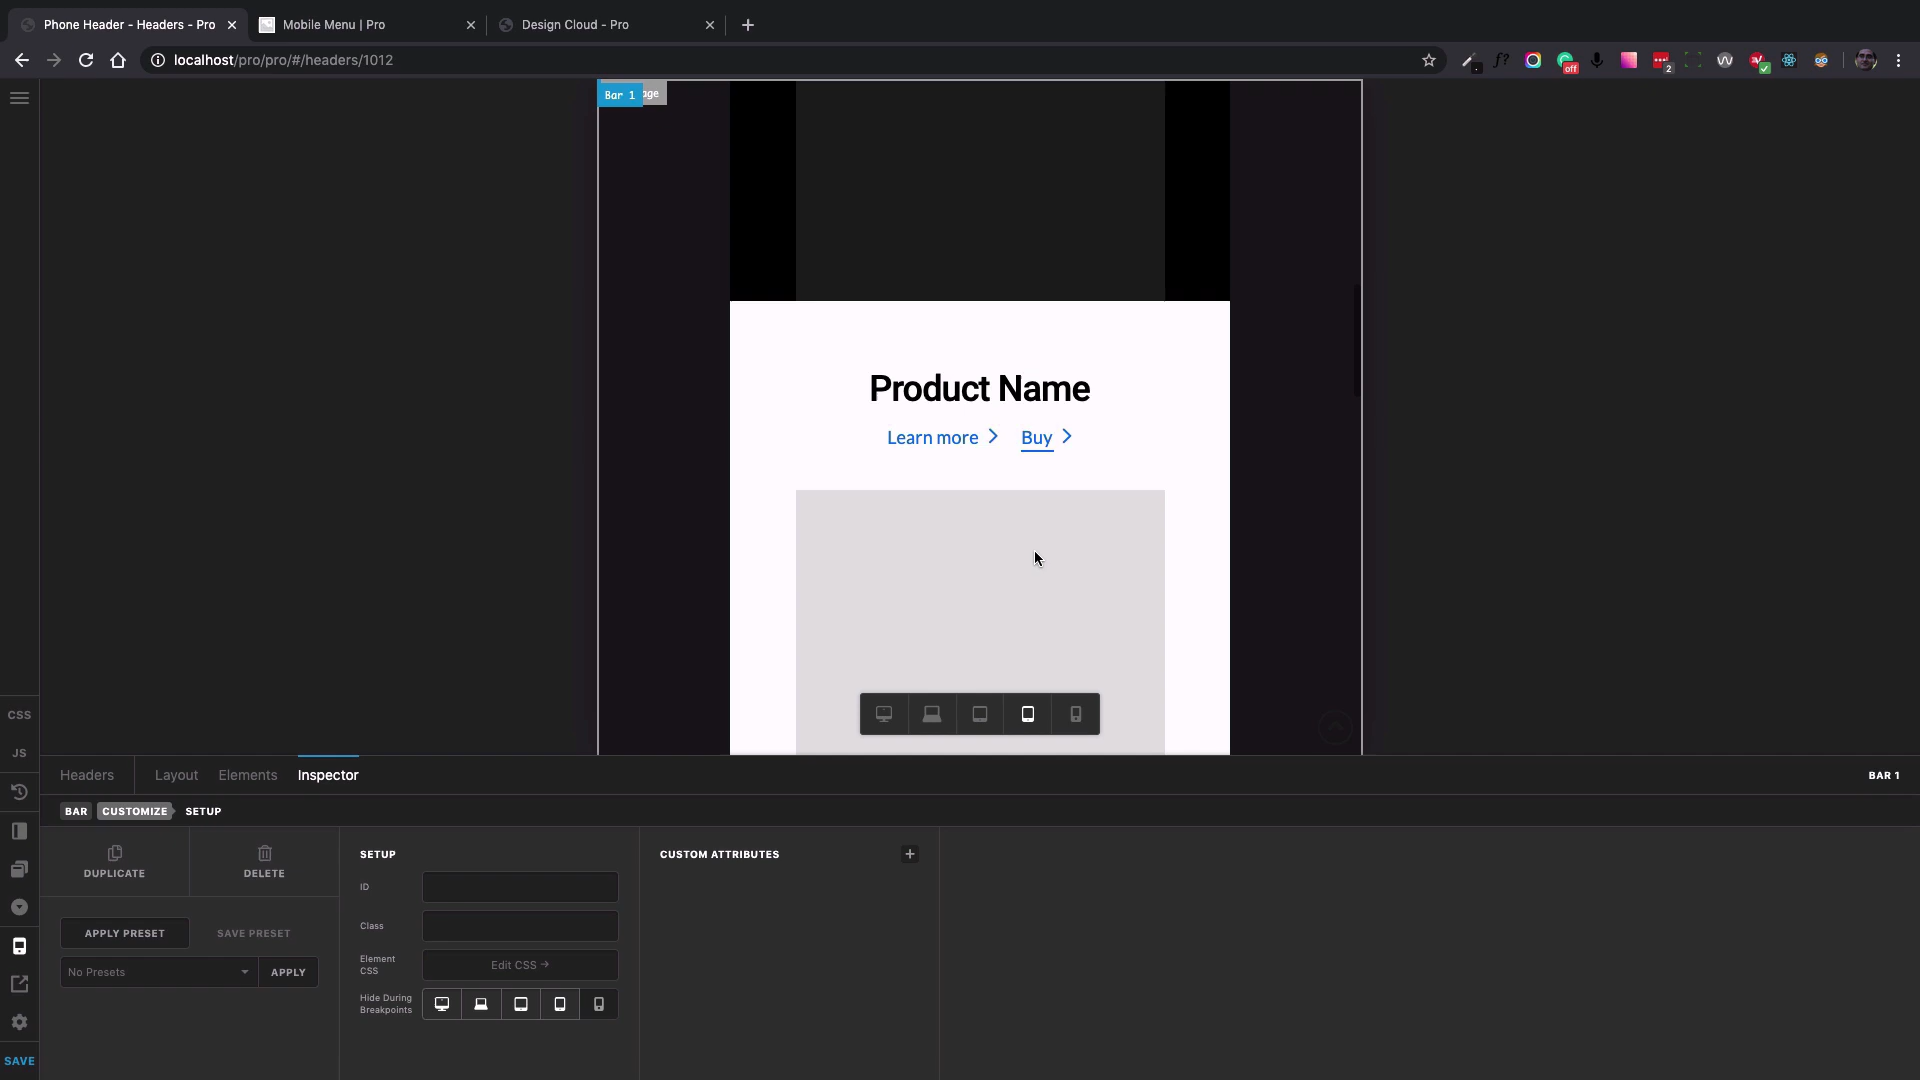 Phone Header - Headers - Pro
Mobile Menu | Pro
Design Cloud - Pro
localhost/pro/pro/#/headers/1012
f?
off
2
Bar 1
Product Name
Learn more
Buy
CSS
JS
Headers
Layout
Elements
Inspector
BAR 1
BAR
CUSTOMIZE
SETUP
DUPLICATE
DELETE
SETUP
CUSTOM ATTRIBUTES
ID
Class
Element
CSS
Edit CSS →
Hide During
Breakpoints
APPLY PRESET
SAVE PRESET
No Presets
APPLY
SAVE